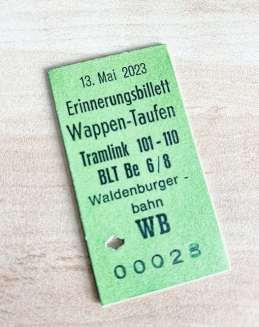 13. Mai 2023
Erinnerungsbillett
Wappen-Taufen
Tramlink 101-110
BLT Be 6/8
Waldenburger-
bahn
WB
00028